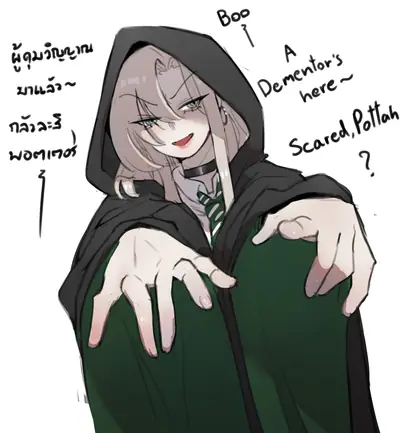 ผู้คุมวิญญาณ
มาแล้ว~
กลัวละสิ
พอตเตอร์
Boo
A
Dementor's
here~
Scared, Pottah
?